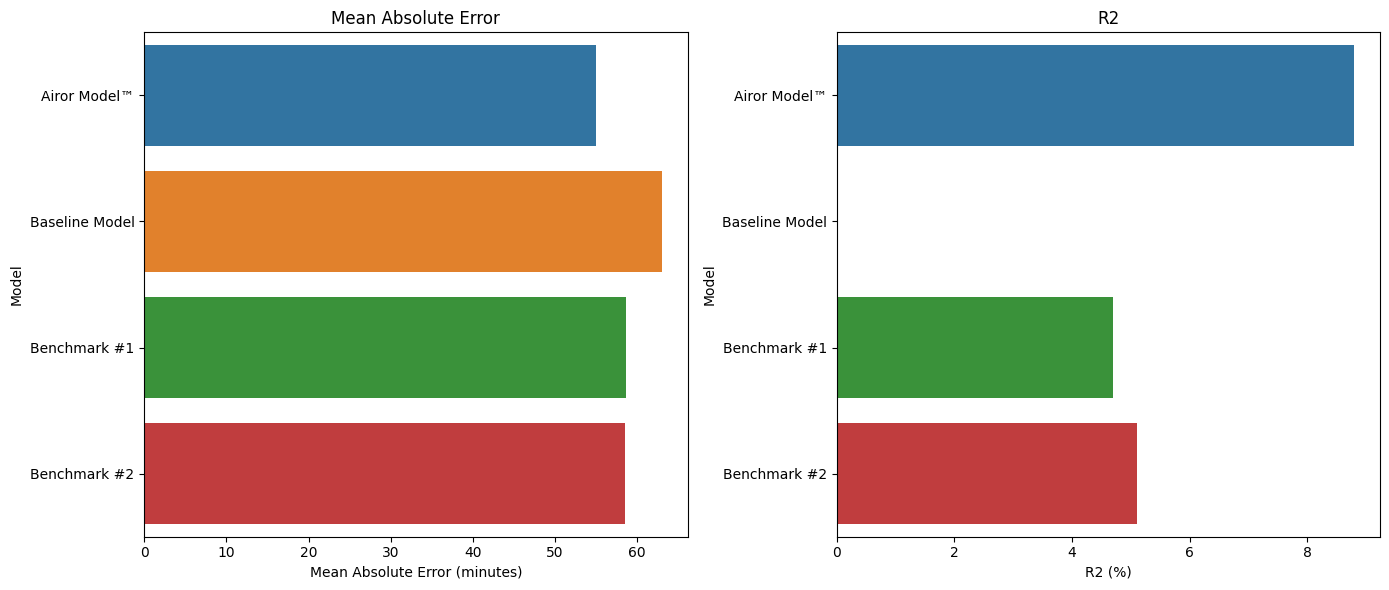 Mean Absolute Error
Model
Airor Model™
Baseline Model
Benchmark #1
Benchmark #2
0 10 20 30 40 50 60
Mean Absolute Error (minutes)
R2
Model
Airor Model™
Baseline Model
Benchmark #1
Benchmark #2
0 2 4 6 8
R2 (%)